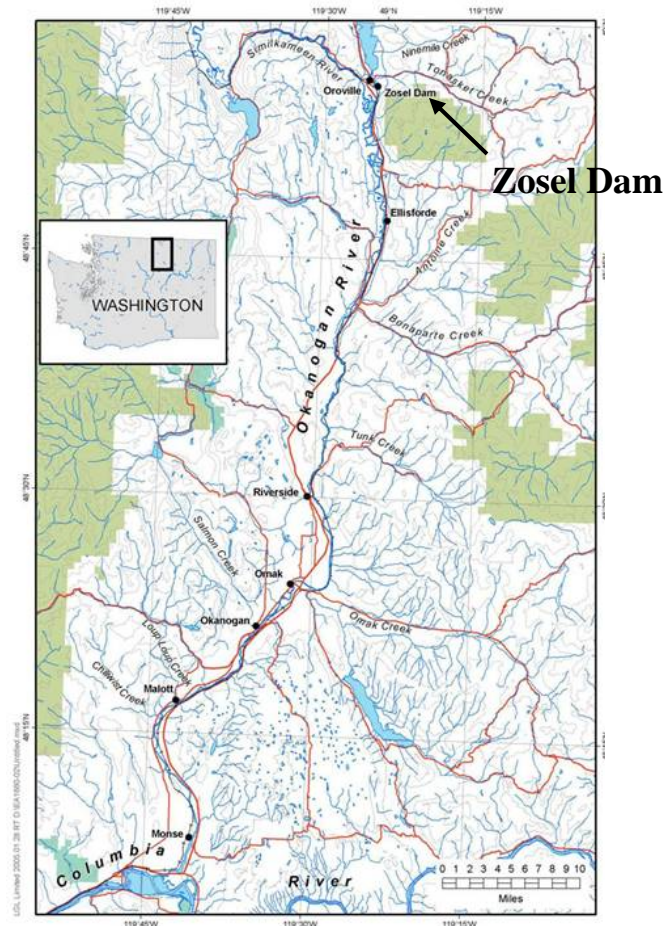 119°45'W
119°30'W
49°N
119°15'W
Similkameen River
Ninemile Creek
Tonasket Creek
Oroville
Zosel Dam
Zosel Dam
Ellisforde
Antoine Creek
48°45'N
WASHINGTON
Okanogan River
Bonaparte Creek
Tunk Creek
48°30'N
Riverside
Salmon Creek
Omak
Okanogan
Omak Creek
Loup Loup Creek
Chiliwist Creek
Malott
48°15'N
Monse
Columbia
River
0 1 2 3 4 5 6 7 8 9 10
Miles
119°45'W
119°30'W
119°15'W